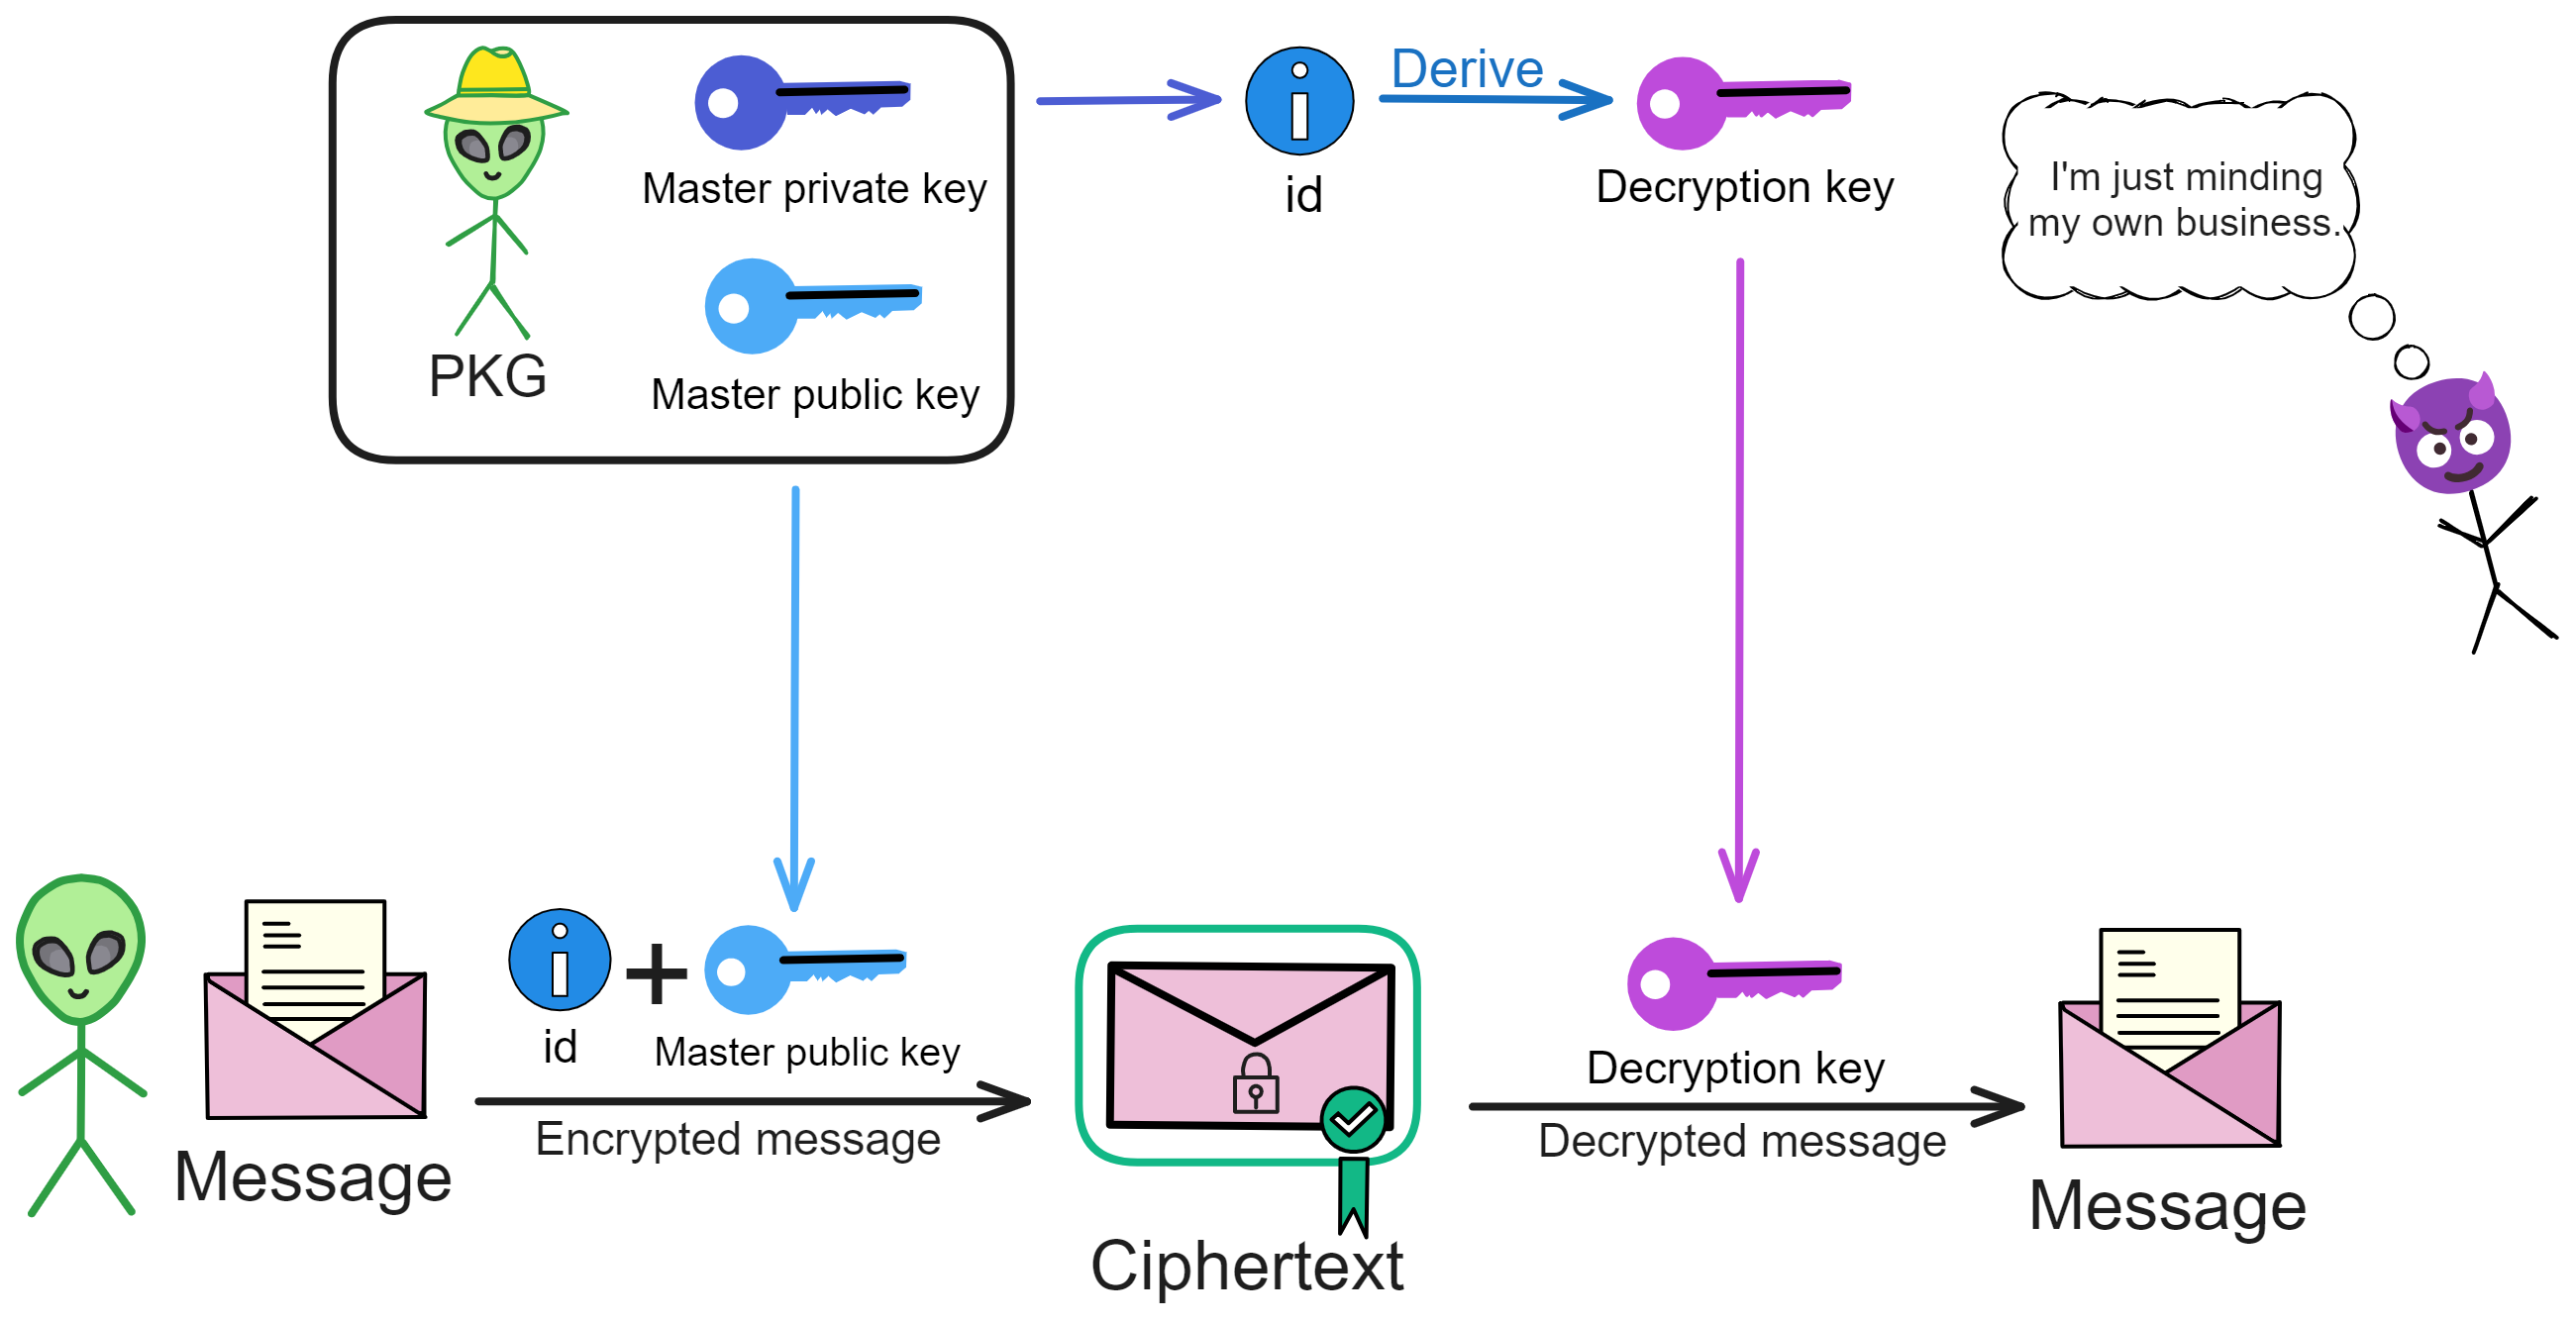 Derive
Master private key
id
Decryption key
I'm just minding
my own business.
PKG
Master public key
id
Master public key
Encrypted message
Message
Ciphertext
Decryption key
Decrypted message
Message